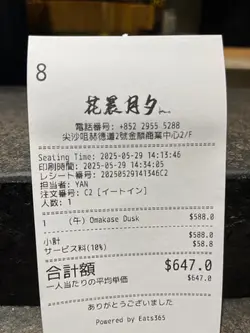 8
花晨月夕
電話番号: +852 2955 5288
尖沙咀赫德道2號金麟商業中心2/F
Seating Time: 2025-05-29 14:13:46
印刷時間: 2025-05-29 14:34:05
レシート番号: 20250529141346C2
担当者: YAN
注文番号: C2 [イートイン]
人数: 1
1 (午) Omakase Dusk $588.0
小計 $588.0
サービス料(10%) $58.8
合計額 $647.0
一人当たりの平均単価 $647.0
ありがとうございました
Powered by Eats365